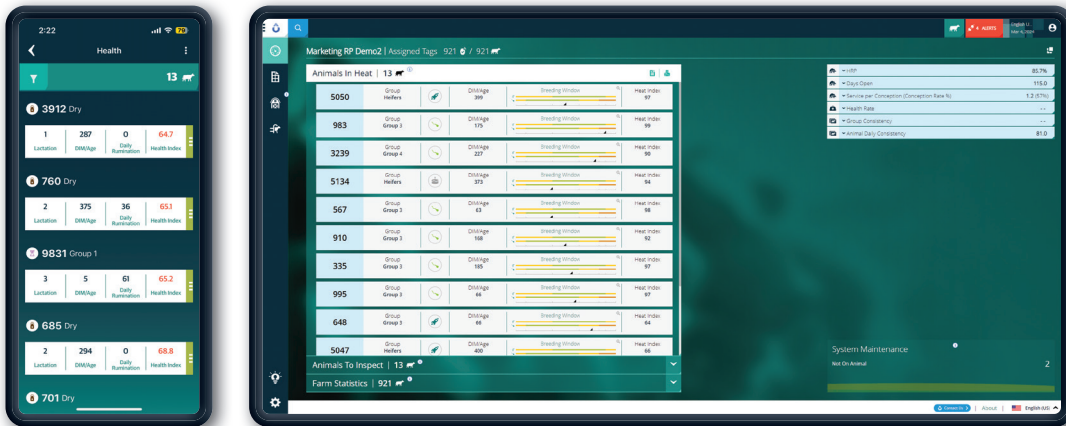 2:22
79
Health
13
3912 Dry
1 287 0 64.7
Lactation DIM/Age Daily Rumination Health Index
760 Dry
2 375 36 65.1
Lactation DIM/Age Daily Rumination Health Index
9831 Group 1
3 5 61 65.2
Lactation DIM/Age Daily Rumination Health Index
685 Dry
2 294 0 68.8
Lactation DIM/Age Daily Rumination Health Index
701 Dry
4 ALERTS
English U...
Mar 6, 2024
Marketing RP Demo2 | Assigned Tags 921 / 921
Animals In Heat | 13
5050 Group Heifers DIM/Age 399 Breeding Window Heat Index 97
983 Group Group 3 DIM/Age 175 Breeding Window Heat Index 99
3239 Group Group 4 DIM/Age 227 Breeding Window Heat Index 90
5134 Group Heifers DIM/Age 373 Breeding Window Heat Index 94
567 Group Group 3 DIM/Age 63 Breeding Window Heat Index 98
910 Group Group 3 DIM/Age 158 Breeding Window Heat Index 92
335 Group Group 3 DIM/Age 185 Breeding Window Heat Index 97
995 Group Group 3 DIM/Age 66 Breeding Window Heat Index 97
648 Group Group 3 DIM/Age 66 Breeding Window Heat Index 64
5047 Group Heifers DIM/Age 400 Breeding Window Heat Index 66
Animals To Inspect | 13
Farm Statistics | 921
HRP 85.7%
Days Open 115.0
Service per Conception (Conception Rate %) 1.2 (57%)
Health Rate --
Group Consistency --
Animal Daily Consistency 81.0
System Maintenance
Not On Animal 2
Contact Us | About | English (US)